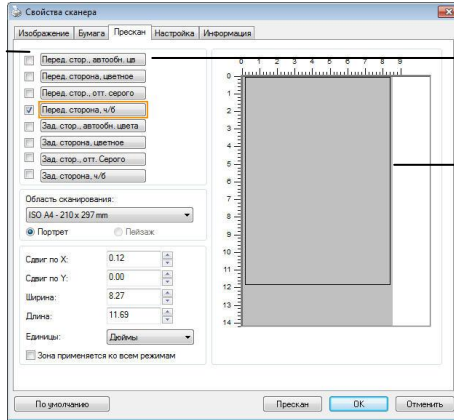 Свойства сканера
Изображение Бумага Прескан Настройка Информация
Перед. стор., автообн. цв
Перед. сторона, цветное
Перед. стор., отт. серого
Перед. сторона, ч/б
Зад. стор., автообн. цвета
Зад. сторона, цветное
Зад. стор., отт. Серого
Зад. сторона, ч/б
Область сканирования:
ISO A4 - 210 x 297 mm
Портрет Пейзаж
Сдвиг по X: 0.12
Сдвиг по Y: 0.00
Ширина: 8.27
Длина: 11.69
Единицы: Дюймы
Зона применяется ко всем режимам
0 1 2 3 4 5 6 7 8 9
0
1
2
3
4
5
6
7
8
9
10
11
12
13
14
По умолчанию Прескан OK Отменить